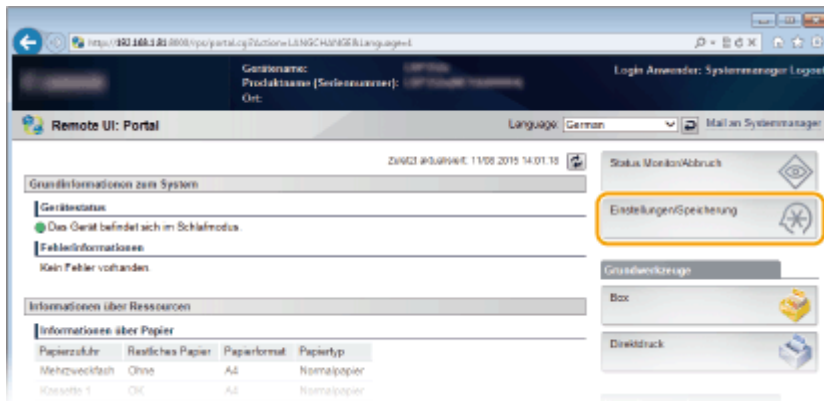 Gerätename:
Produktname [Seriennummer]:
Ort:
Login Anwender: Systemmanager Logout
Remote UI: Portal
Language: German
Mail an Systemmanager
Zuletzt aktualisiert: 11/08 2015 14:01:18
Grundinformationen zum System
Gerätestatus
Das Gerät befindet sich im Schlafmodus.
Fehlerinformationen
Kein Fehler vorhanden.
Informationen über Ressourcen
Informationen über Papier
Papierzufuhr Restliches Papier Papierformat Papiertyp
Mehrzweckfach Ohne A4 Normalpapier
Kassette 1 OK A4 Normalpapier
Status Monitor/Abbruch
Einstellungen/Speicherung
Grundwerkzeuge
Box
Direktdruck